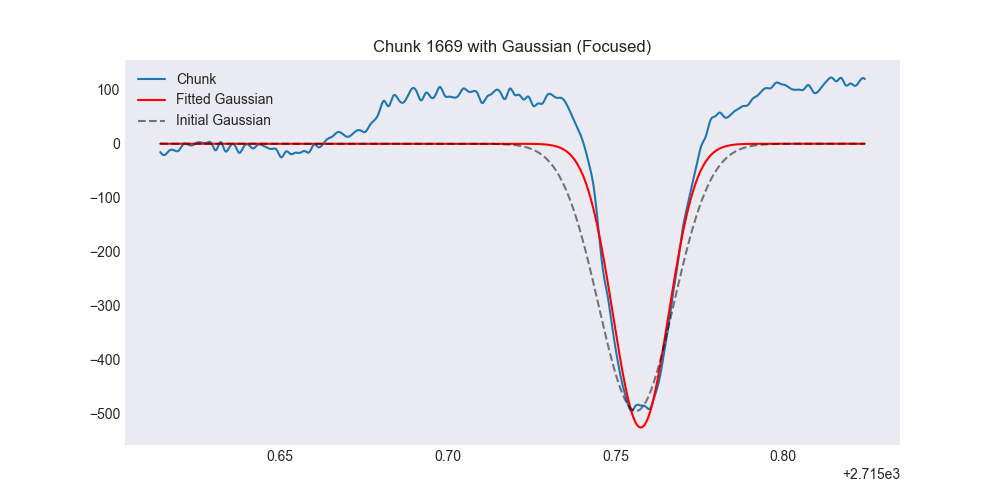 Chunk 1669 with Gaussian (Focused)
Chunk
Fitted Gaussian
Initial Gaussian
100
0
−100
−200
−300
−400
−500
0.65 0.70 0.75 0.80
+2.715e3